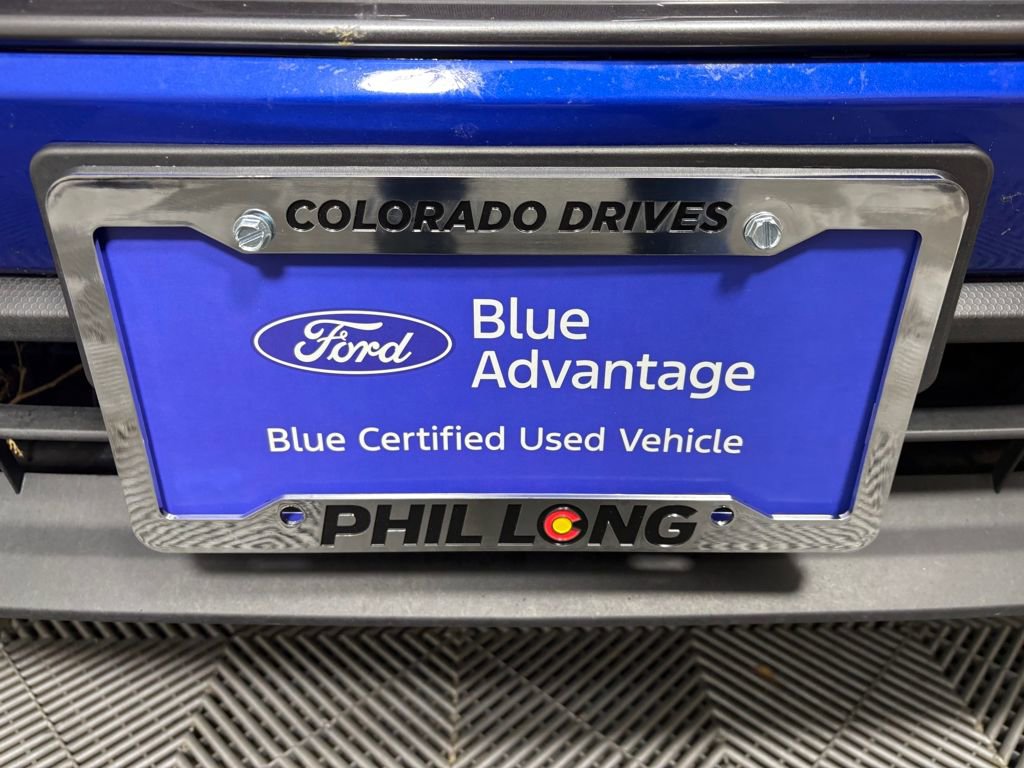 COLORADO DRIVES
Ford
Blue
Advantage
Blue Certified Used Vehicle
PHIL LONG